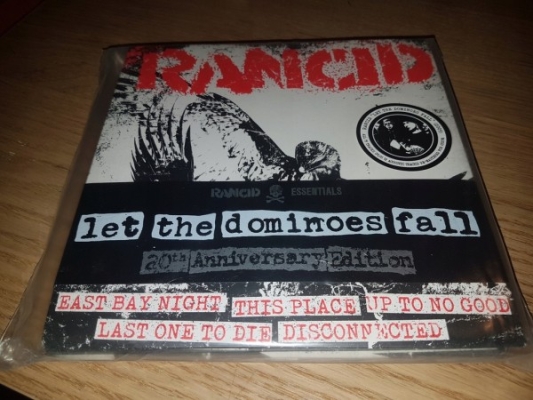 RANCID
RANCID ESSENTIALS
let the dominoes fall
20th Anniversary Edition
EAST BAY NIGHT THIS PLACE UP TO NO GOOD
LAST ONE TO DIE DISCONNECTED